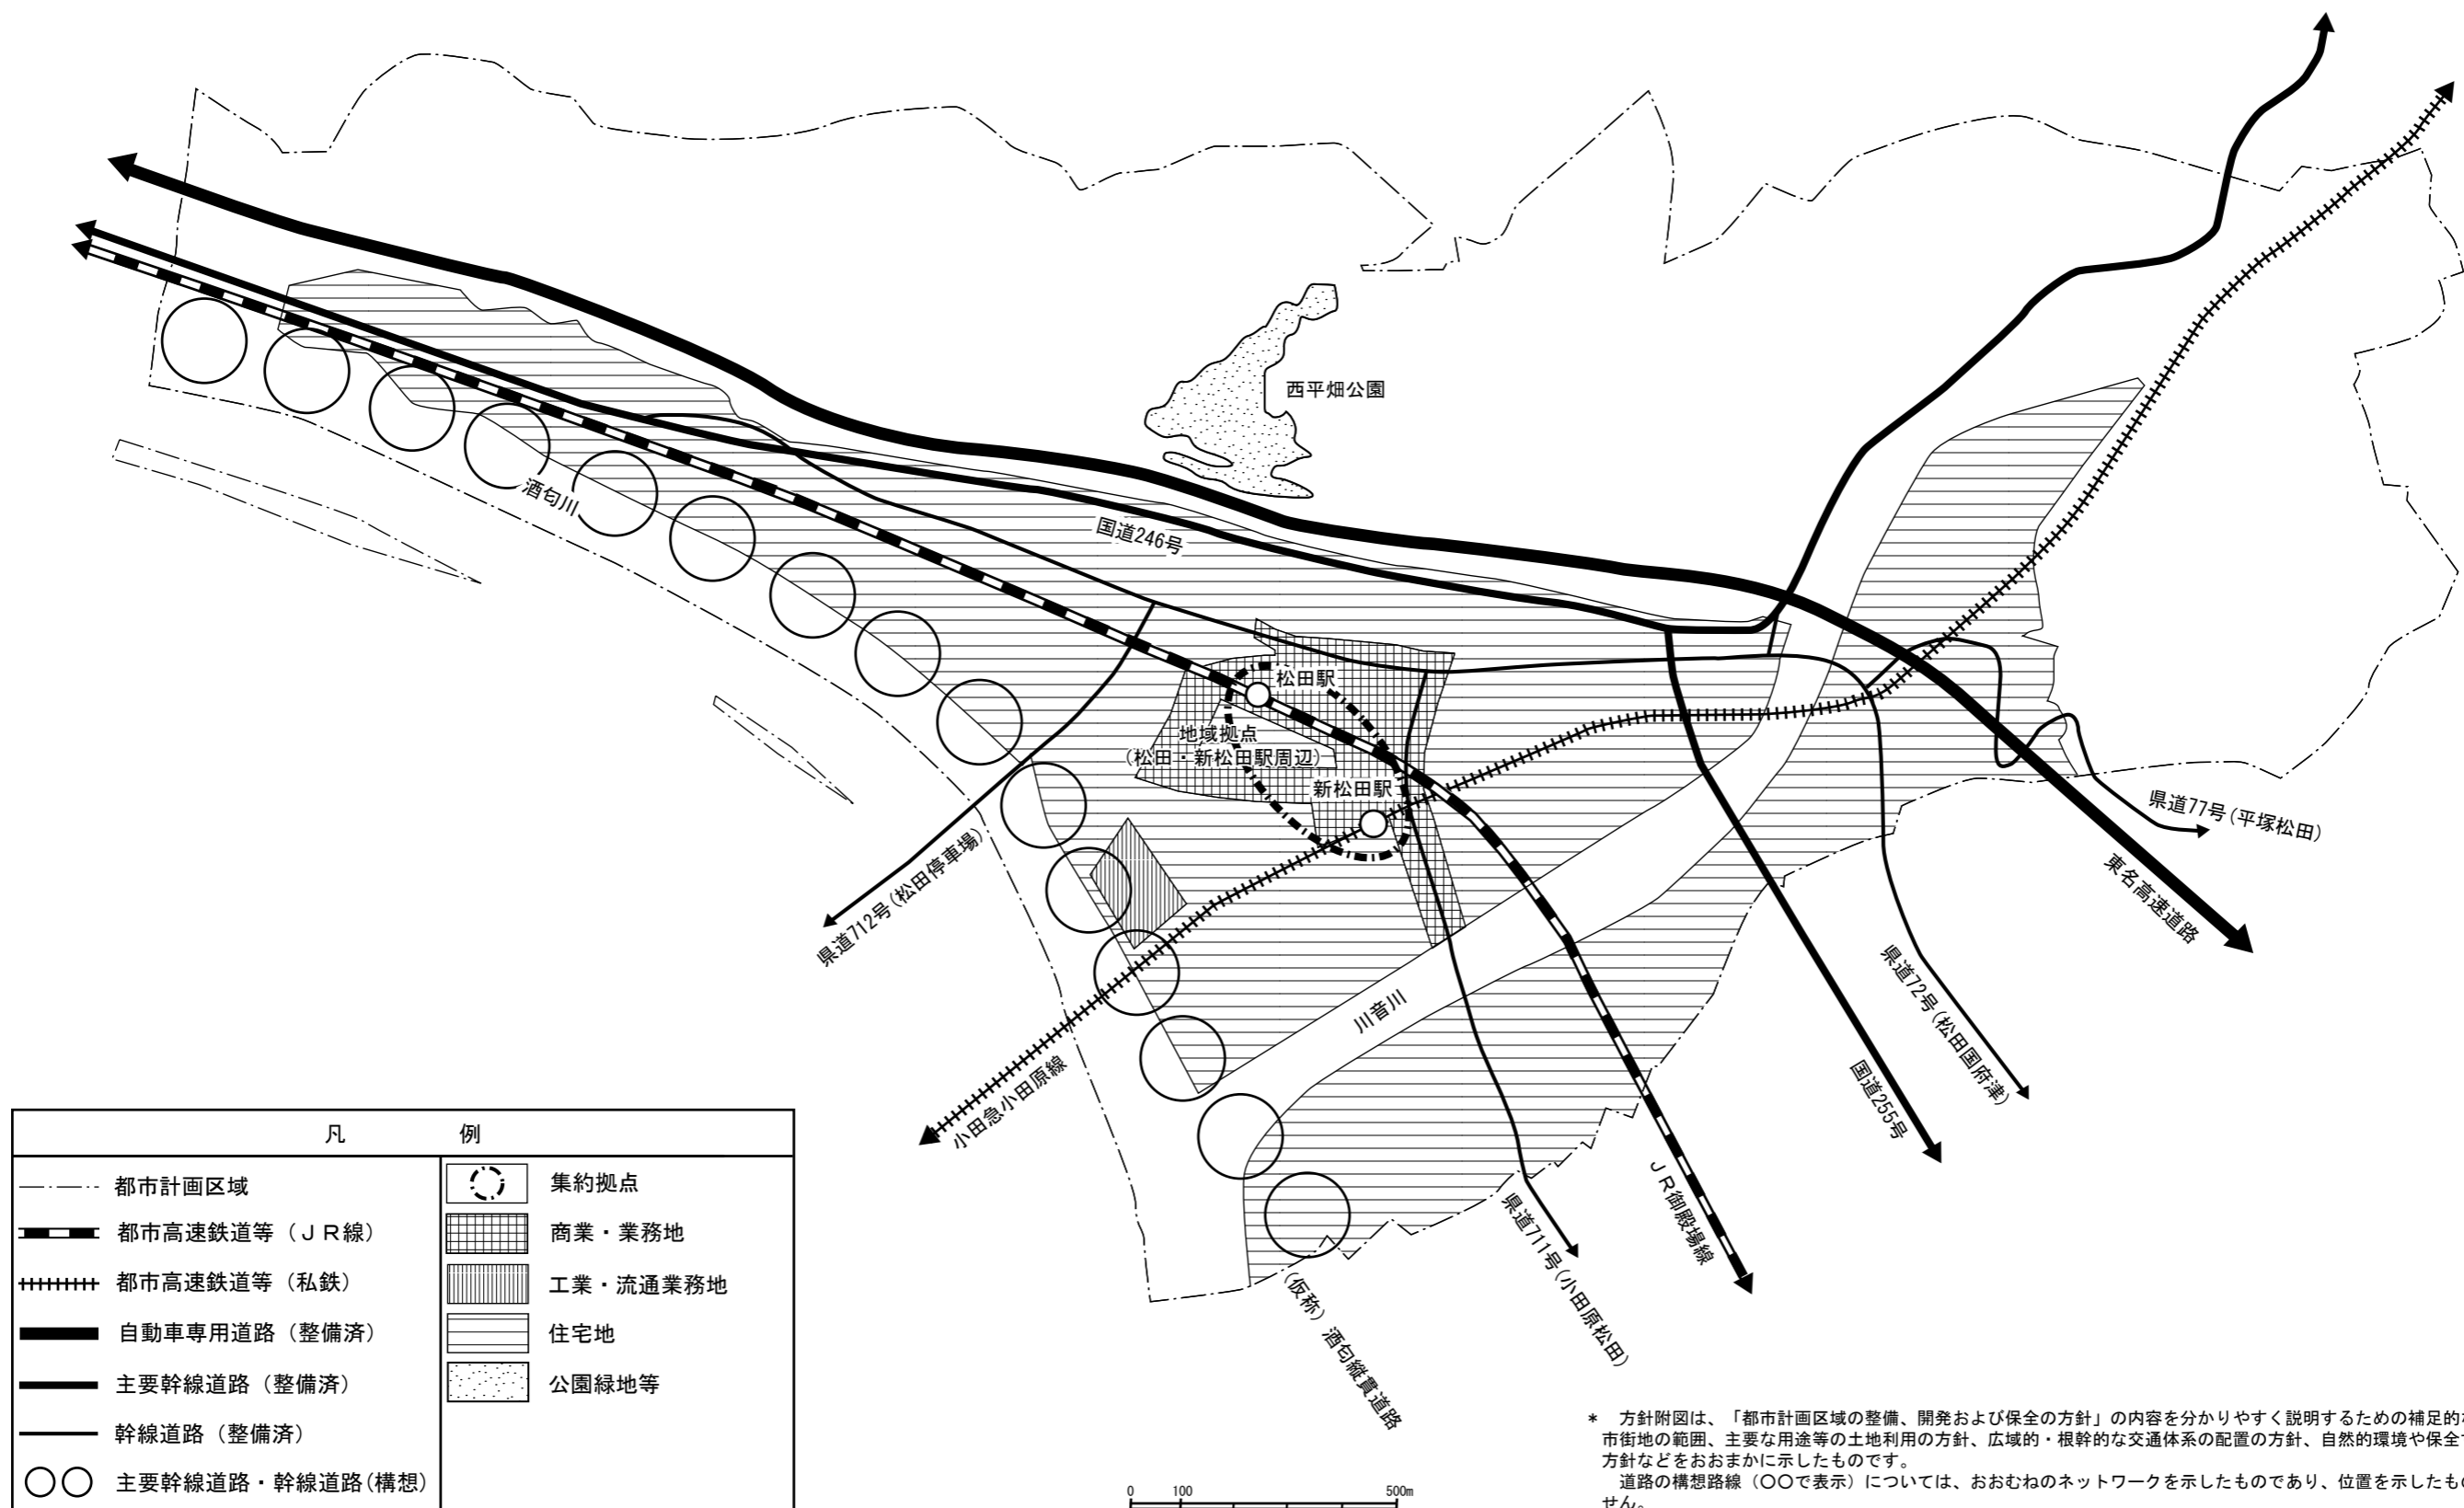 西平畑公園
酒匂川
国道246号
松田駅
地域拠点
(松田・新松田駅周辺)
新松田駅
県道77号(平塚松田)
東名高速道路
県道712号(松田停車場)
県道72号(松田国府津)
川音川
小田急小田原線
国道255号
JR御殿場線
県道711号(小田原松田)
(仮称)酒匂縦貫道路
凡 例
都市計画区域
都市高速鉄道等(JR線)
都市高速鉄道等(私鉄)
自動車専用道路(整備済)
主要幹線道路(整備済)
幹線道路(整備済)
主要幹線道路・幹線道路(構想)
集約拠点
商業・業務地
工業・流通業務地
住宅地
公園緑地等
0 100 500m
* 方針附図は、「都市計画区域の整備、開発および保全の方針」の内容を分かりやすく説明するための補足的
市街地の範囲、主要な用途等の土地利用の方針、広域的・根幹的な交通体系の配置の方針、自然的環境や保全
方針などをおおまかに示したものです。
道路の構想路線(〇〇で表示)については、おおむねのネットワークを示したものであり、位置を示したも
せん。